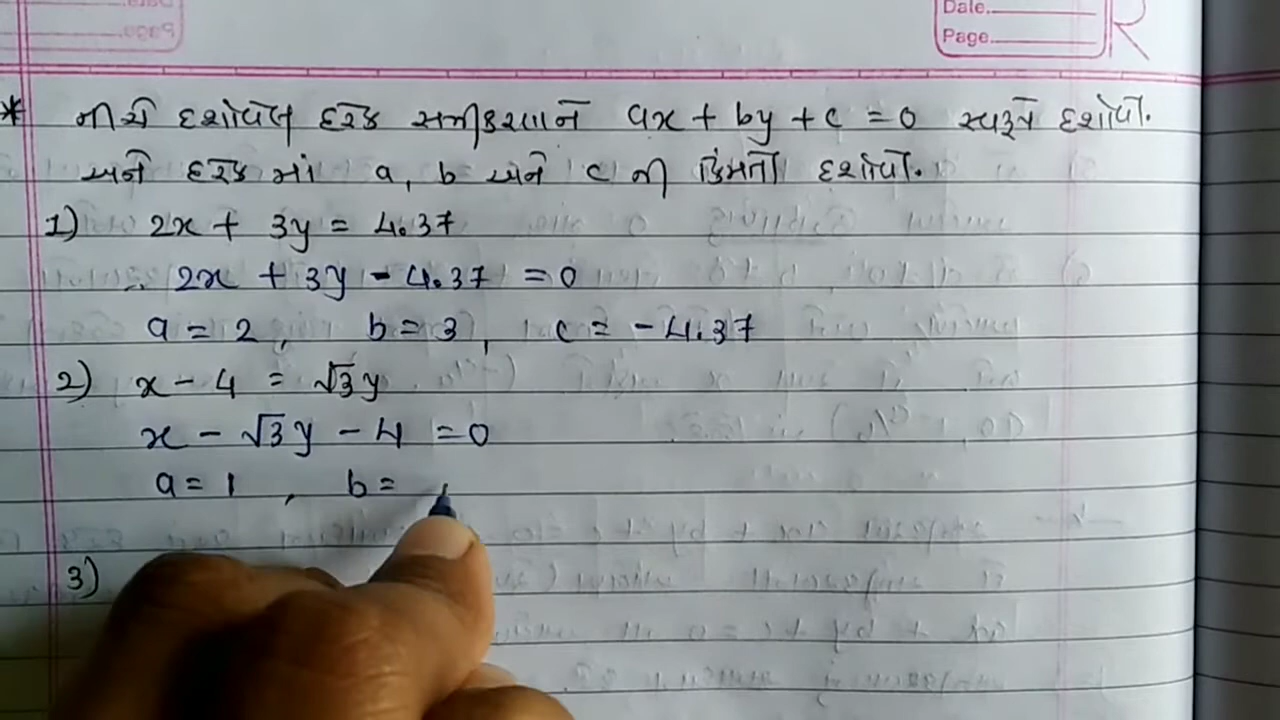 Date.
Page
R
* નીચે દર્શાવેલ દરેક સમીકરણને ax + by + c = 0 સ્વરૂપે દર્શાવો.
અને દરેક માં a, b અને c ની કિંમતો દર્શાવો.
1) 2x + 3y = 4.37
∴ 2x + 3y - 4.37 = 0
a = 2, b = 3, c = - 4.37
2) x - 4 = √3y
x - √3y - 4 = 0
a = 1, b =
3)